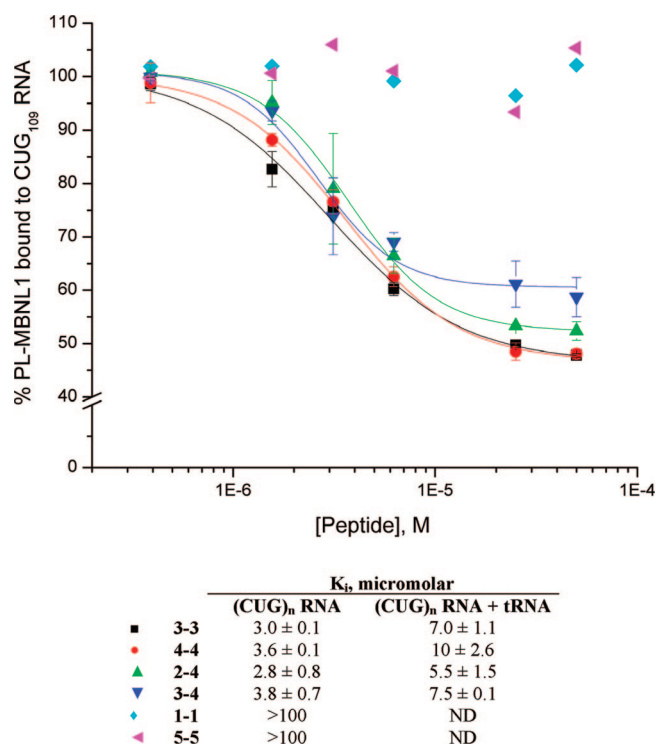 % PL-MBNL1 bound to CUG109 RNA
110
100
90
80
70
60
50
40
0
1E-6 1E-5 1E-4
[Peptide], M
Ki, micromolar
(CUG)n RNA (CUG)n RNA + tRNA
3-3 3.0 ± 0.1 7.0 ± 1.1
4-4 3.6 ± 0.1 10 ± 2.6
2-4 2.8 ± 0.8 5.5 ± 1.5
3-4 3.8 ± 0.7 7.5 ± 0.1
1-1 >100 ND
5-5 >100 ND